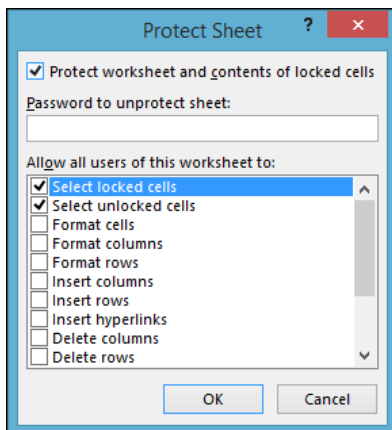 Protect Sheet ?
Protect worksheet and contents of locked cells
Password to unprotect sheet:
Allow all users of this worksheet to:
Select locked cells
Select unlocked cells
Format cells
Format columns
Format rows
Insert columns
Insert rows
Insert hyperlinks
Delete columns
Delete rows
OK Cancel